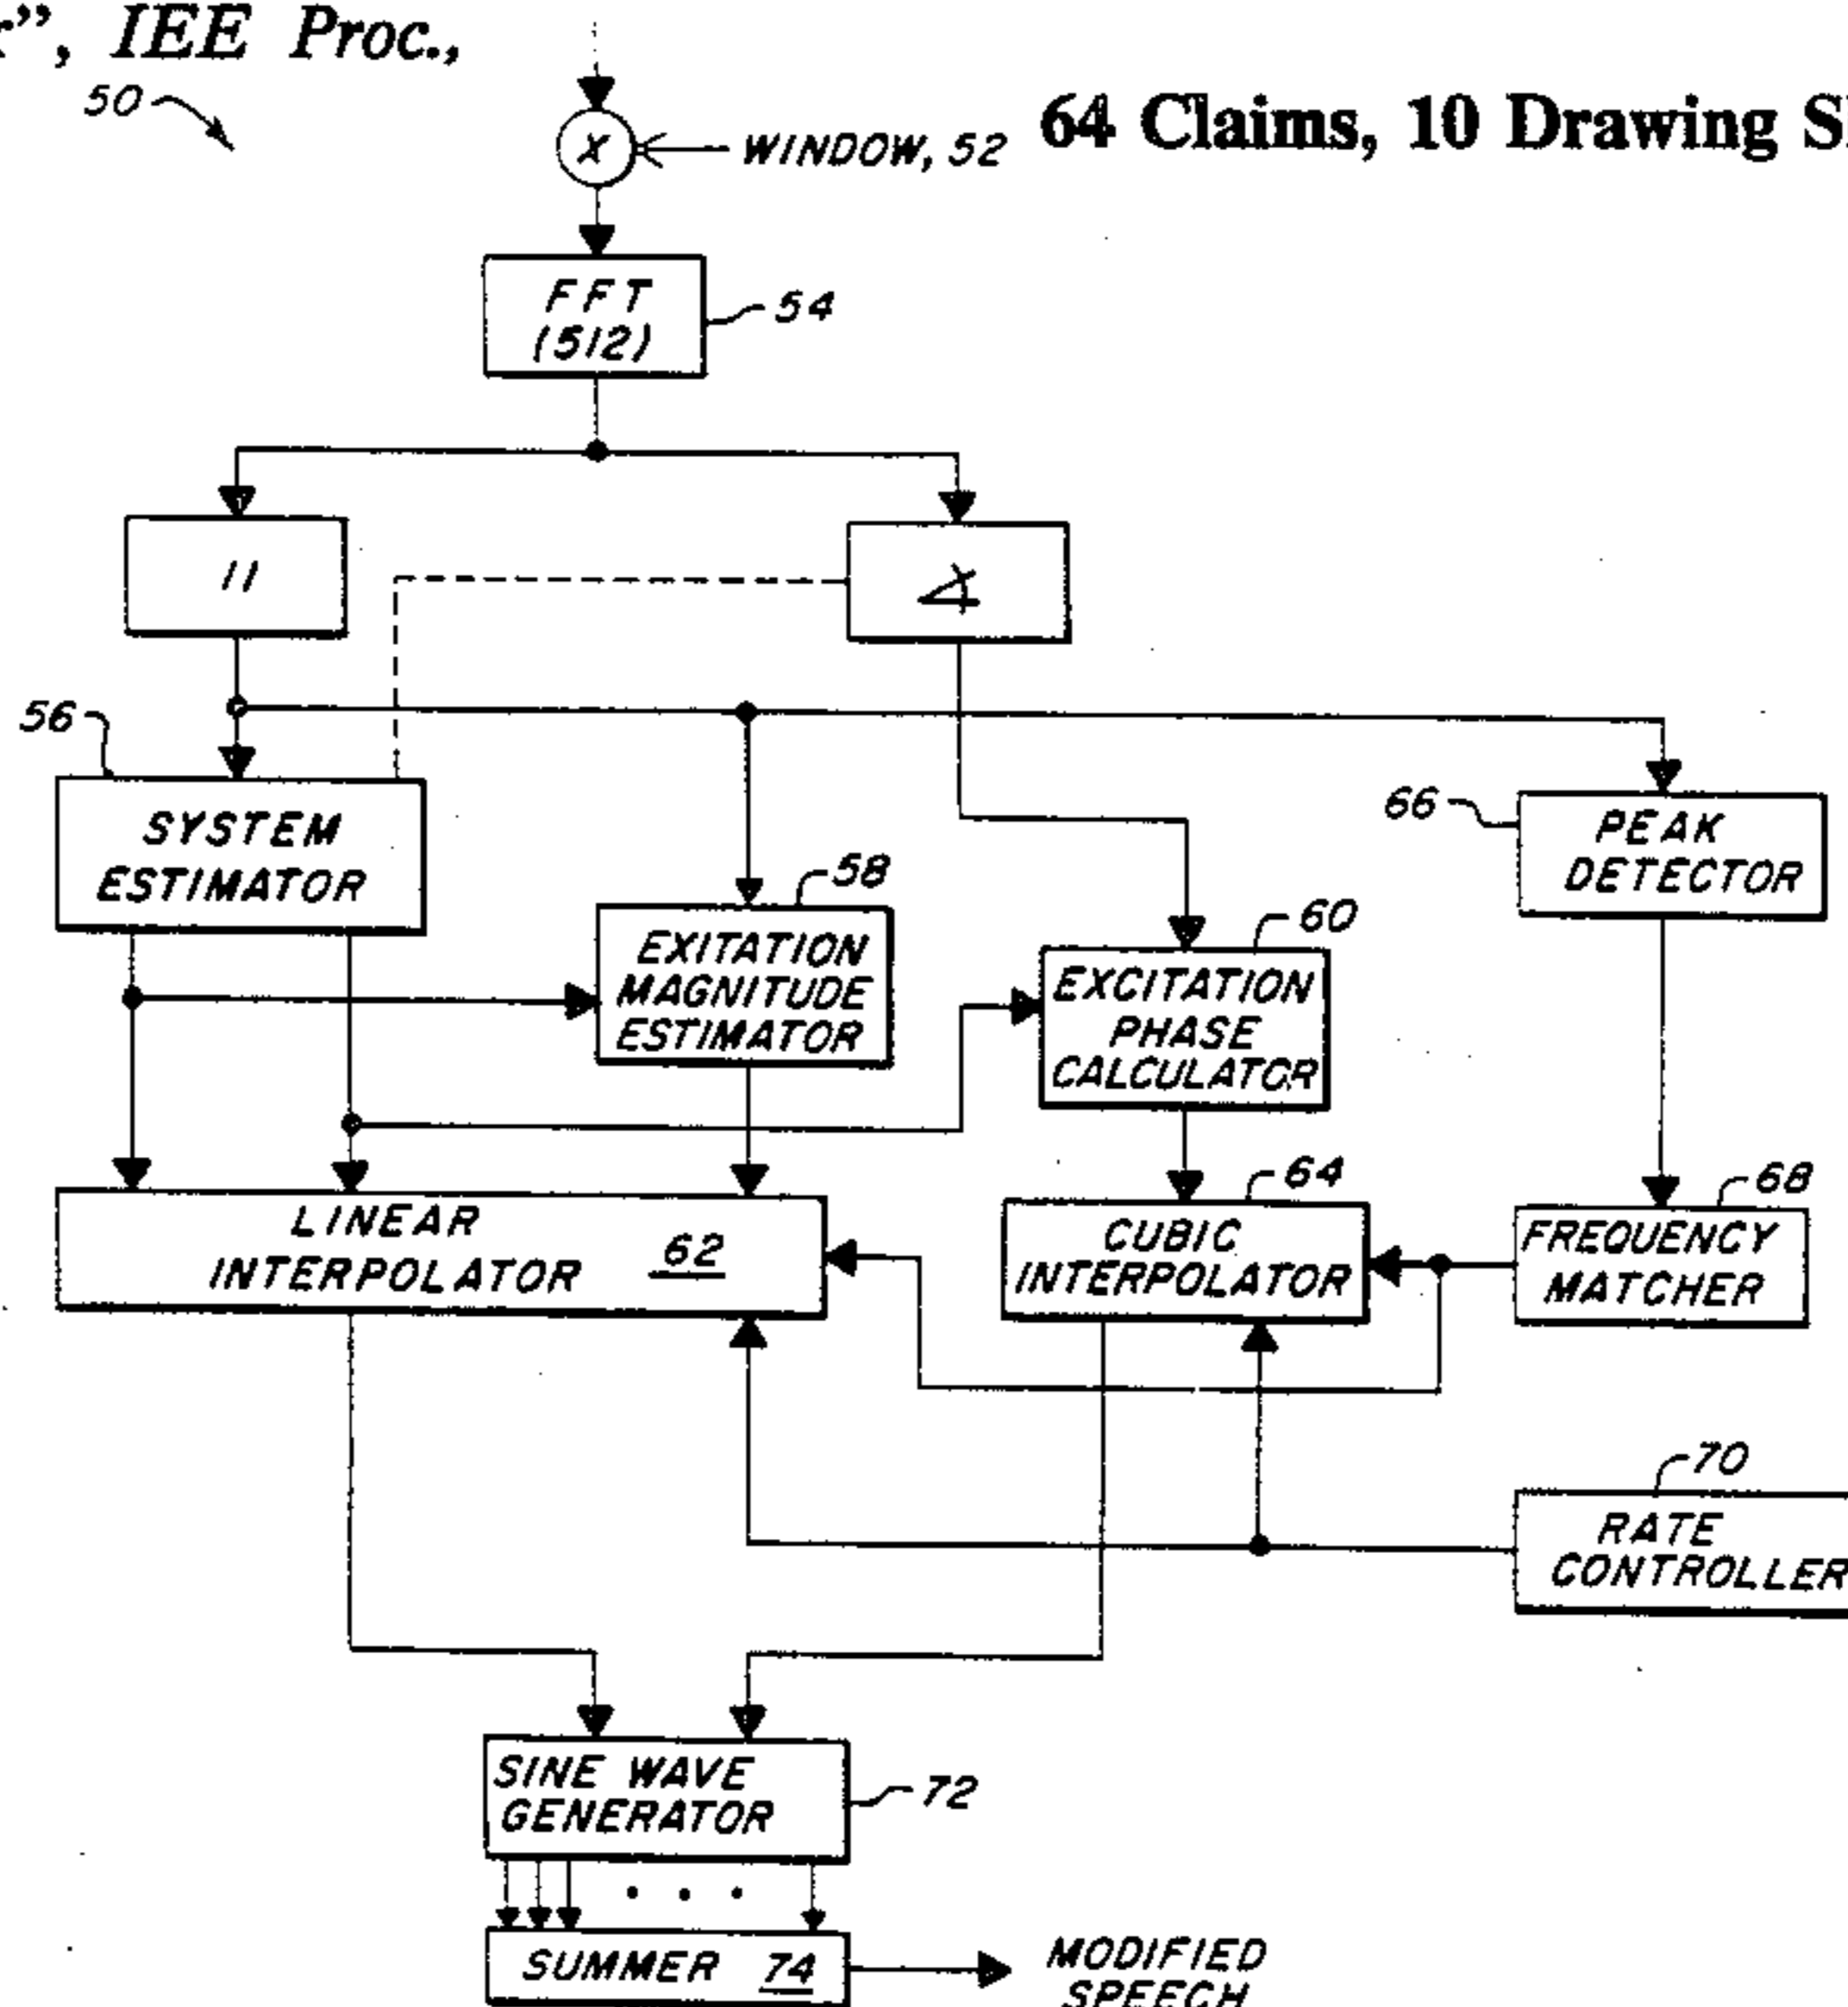 ", IEE Proc.,
50
64 Claims, 10 Drawing
X
WINDOW, 52
FFT
(512)
54
||
∡
56
SYSTEM
ESTIMATOR
58
EXITATION
MAGNITUDE
ESTIMATOR
60
EXCITATION
PHASE
CALCULATOR
66
PEAK
DETECTOR
LINEAR
INTERPOLATOR 62
64
CUBIC
INTERPOLATOR
68
FREQUENCY
MATCHER
70
RATE
CONTROLLER
SINE WAVE
GENERATOR
72
. . .
SUMMER 74
MODIFIED
SPEECH